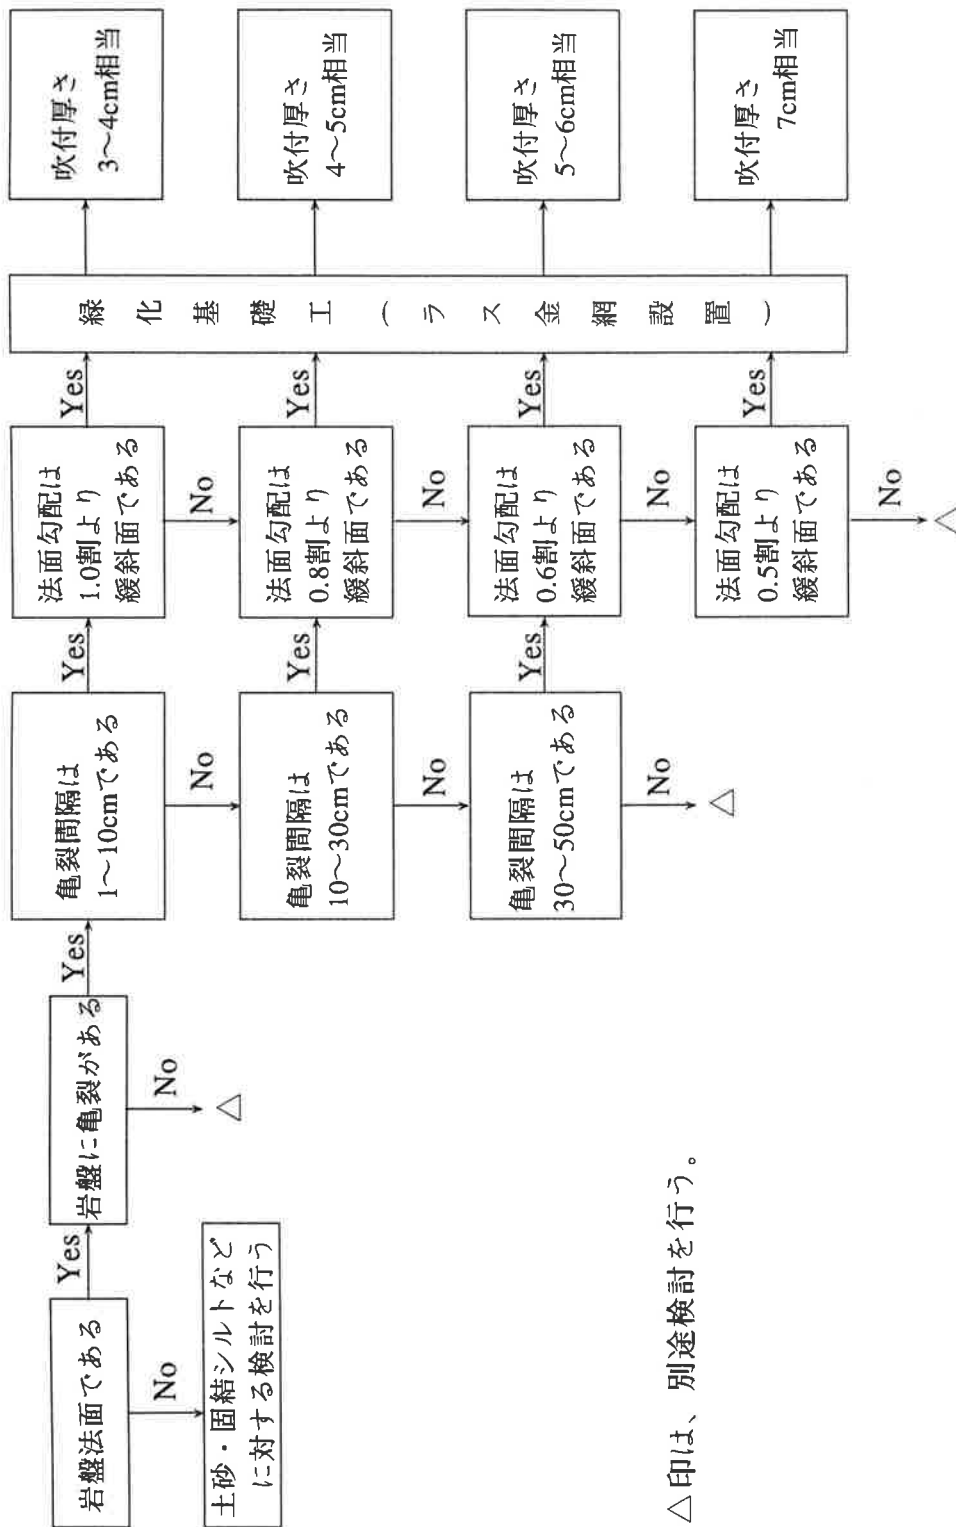 岩盤法面である
Yes
No
土砂・固結シルトなど
に対する検討を行う
岩盤に亀裂がある
Yes
No
△
亀裂間隔は
1〜10cmである
Yes
No
亀裂間隔は
10〜30cmである
Yes
No
亀裂間隔は
30〜50cmである
Yes
No
△
法面勾配は
1.0割より
緩斜面である
Yes
No
法面勾配は
0.8割より
緩斜面である
Yes
No
法面勾配は
0.6割より
緩斜面である
Yes
No
法面勾配は
0.5割より
緩斜面である
Yes
No
△
緑化基礎工(ラス金網設置)
吹付厚さ
3〜4cm相当
吹付厚さ
4〜5cm相当
吹付厚さ
5〜6cm相当
吹付厚さ
7cm相当
△印は、別途検討を行う。